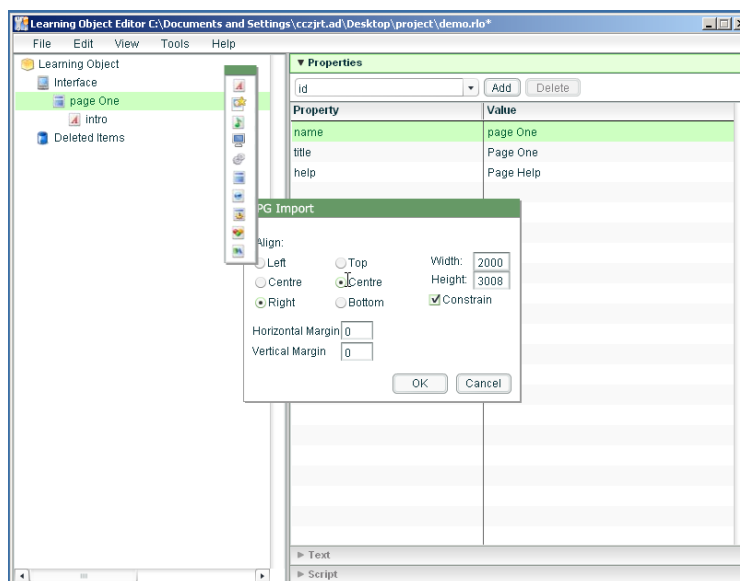 Learning Object Editor C:\Documents and Settings\cczjrt.ad\Desktop\project\demo.rlo*
File Edit View Tools Help
Learning Object
Interface
page One
intro
Deleted Items
▼ Properties
id Add Delete
Property Value
name page One
title Page One
help Page Help
PG Import
Align:
Left Top Width: 2000
Centre Centre Height: 3008
Right Bottom Constrain
Horizontal Margin 0
Vertical Margin 0
OK Cancel
▶ Text
▶ Script